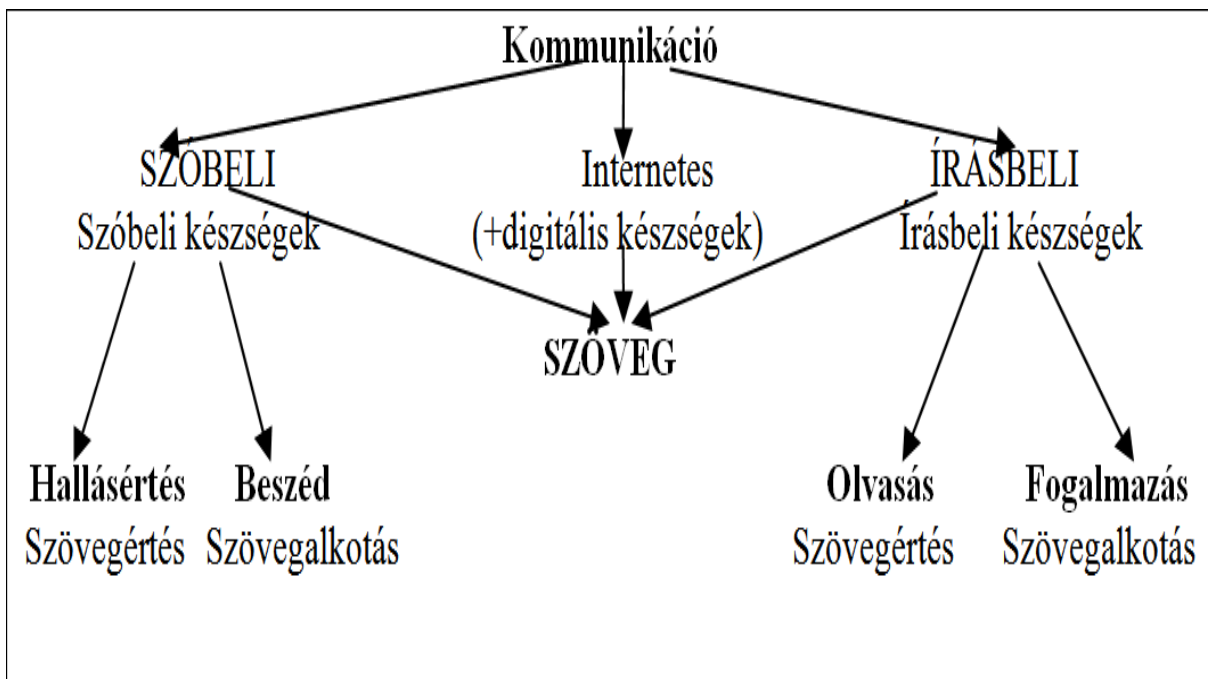 Kommunikáció
SZÓBELI Internetes ÍRÁSBELI
Szóbeli készségek (+digitális készségek) Írásbeli készségek
SZÖVEG
Hallásértés Beszéd Olvasás Fogalmazás
Szövegértés Szövegalkotás Szövegértés Szövegalkotás